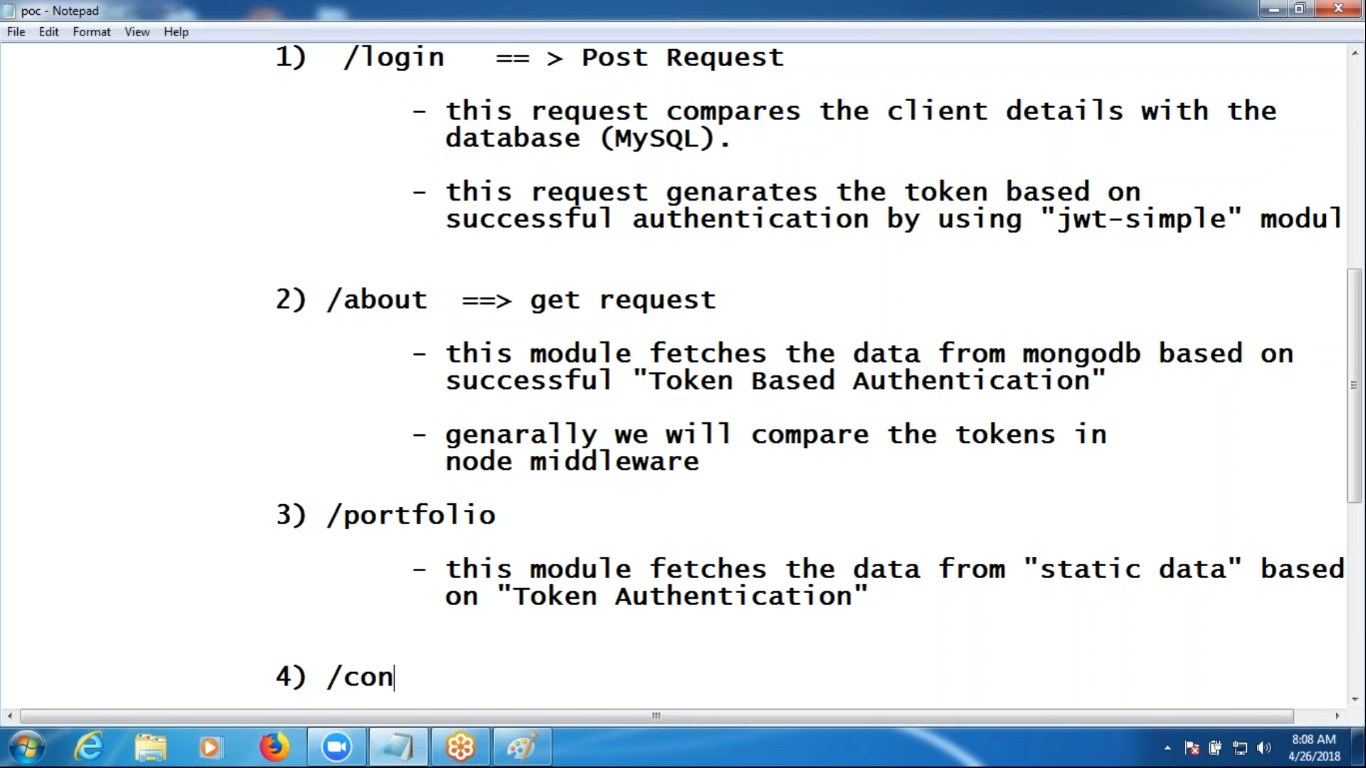 poc - Notepad
File Edit Format View Help
1) /login == > Post Request
- this request compares the client details with the
database (MySQL).
- this request genarates the token based on
successful authentication by using "jwt-simple" modul
2) /about ==> get request
- this module fetches the data from mongodb based on
successful "Token Based Authentication"
- genarally we will compare the tokens in
node middleware
3) /portfolio
- this module fetches the data from "static data" based
on "Token Authentication"
4) /con
8:08 AM
4/26/2018